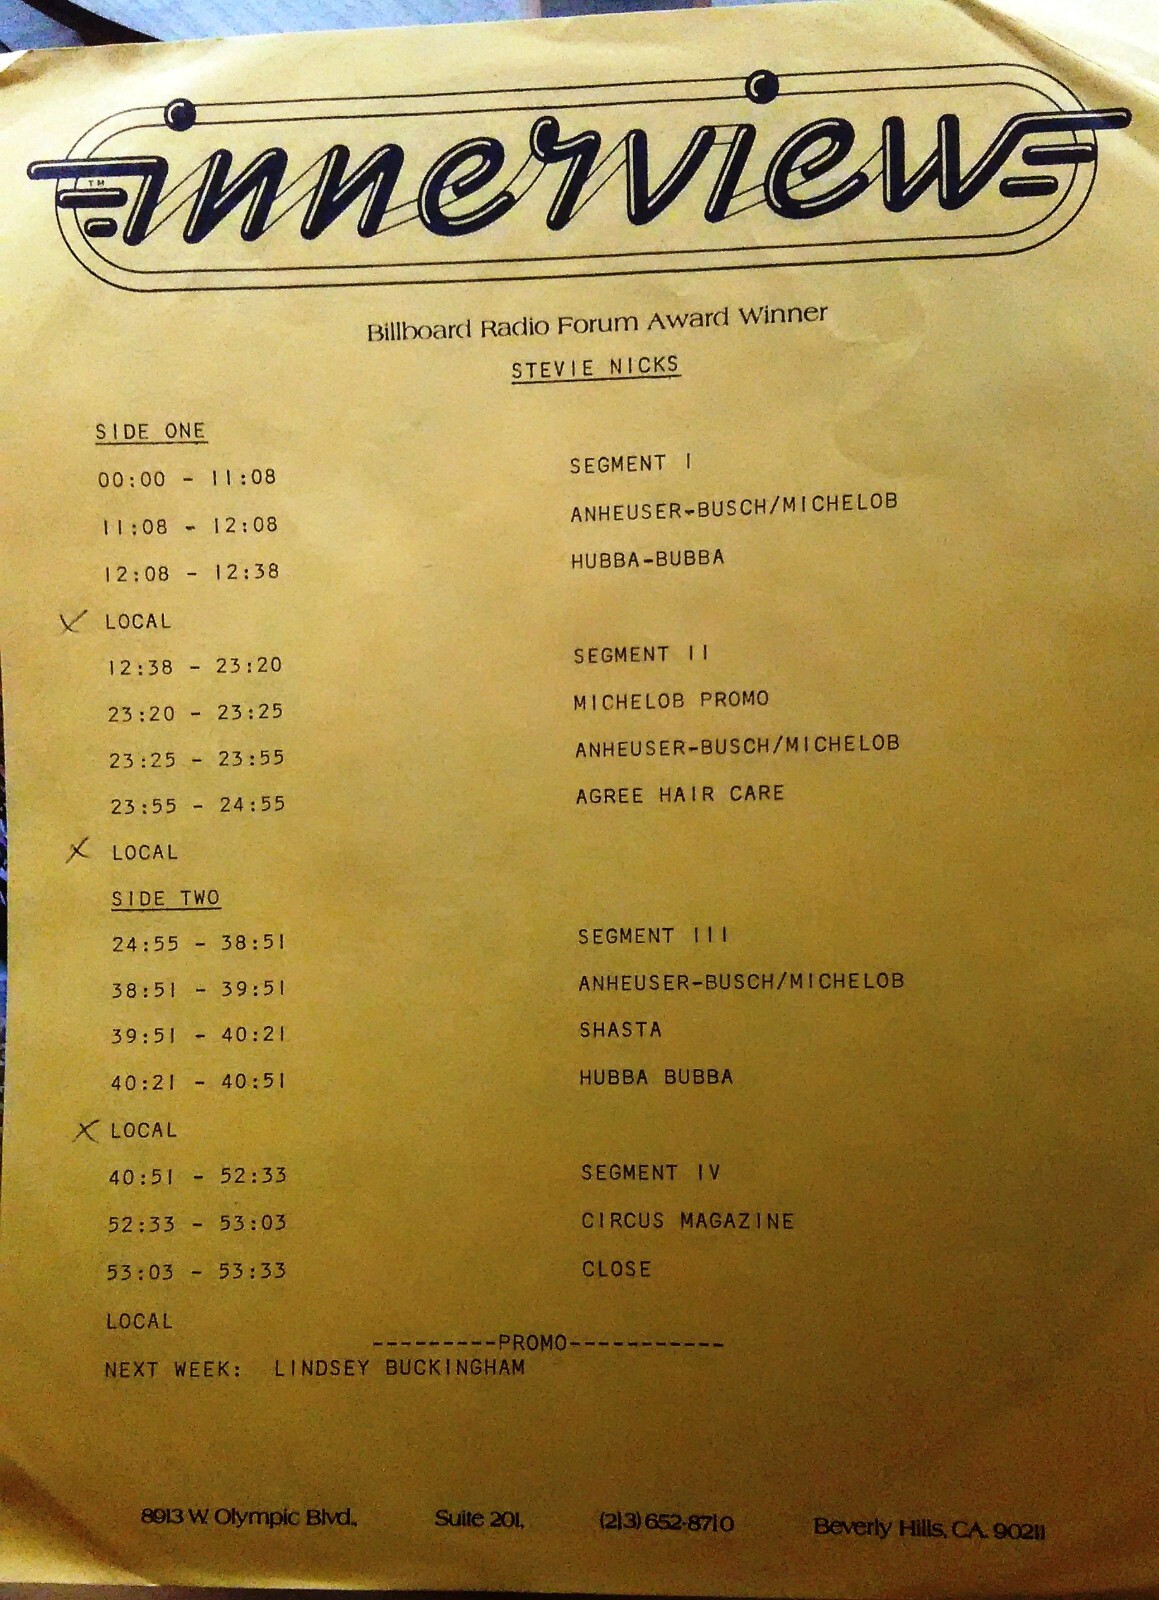 innerview
TM
Billboard Radio Forum Award Winner
STEVIE NICKS
SIDE ONE
00:00 - 11:08 SEGMENT I
11:08 - 12:08 ANHEUSER-BUSCH/MICHELOB
12:08 - 12:38 HUBBA-BUBBA
LOCAL
12:38 - 23:20 SEGMENT II
23:20 - 23:25 MICHELOB PROMO
23:25 - 23:55 ANHEUSER-BUSCH/MICHELOB
23:55 - 24:55 AGREE HAIR CARE
X LOCAL
SIDE TWO
24:55 - 38:51 SEGMENT III
38:51 - 39:51 ANHEUSER-BUSCH/MICHELOB
39:51 - 40:21 SHASTA
40:21 - 40:51 HUBBA BUBBA
X LOCAL
40:51 - 52:33 SEGMENT IV
52:33 - 53:03 CIRCUS MAGAZINE
53:03 - 53:33 CLOSE
LOCAL
---------PROMO-----------
NEXT WEEK: LINDSEY BUCKINGHAM
8913 W. Olympic Blvd., Suite 201, (213) 652-8710 Beverly Hills, CA. 90211